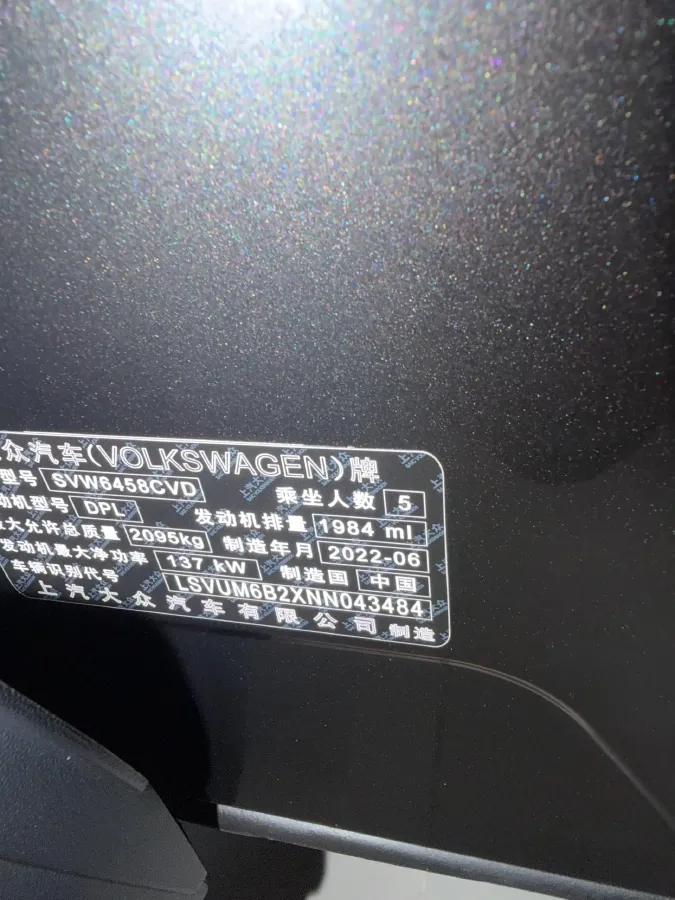 众汽车(VOLKSWAGEN)牌
型号 SVW6458CVD 乘坐人数 5
动机型号 DPL 发动机排量 1984 ml
大允许总质量 2095kg 制造年月 2022-06
发动机最大净功率 137 kW 制造国 中国
车辆识别代号 LSVUM6B2XNN043484
上汽大众汽车有限公司 制造